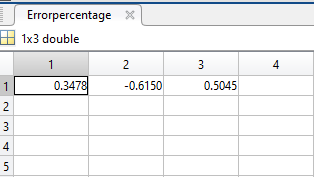 Errorpercentage
1x3 double
1 2 3 4
1 0.3478 -0.6150 0.5045
2
3
4
5